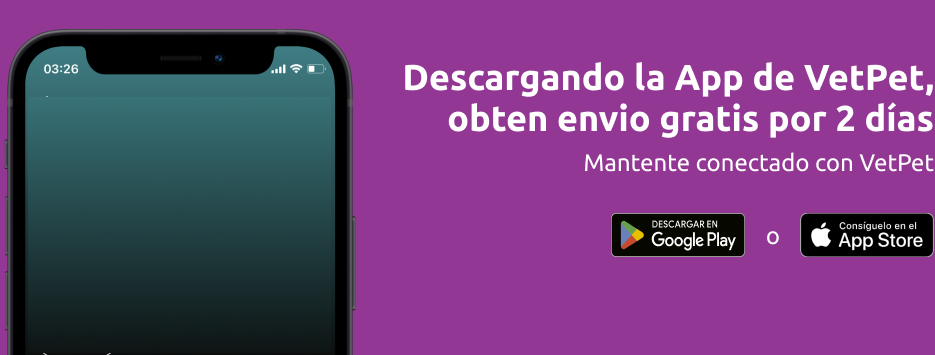 03:26
Descargando la App de VetPet,
obten envio gratis por 2 días
Mantente conectado con VetPet
DESCARGAR EN
Google Play
o
Consíguelo en el
App Store